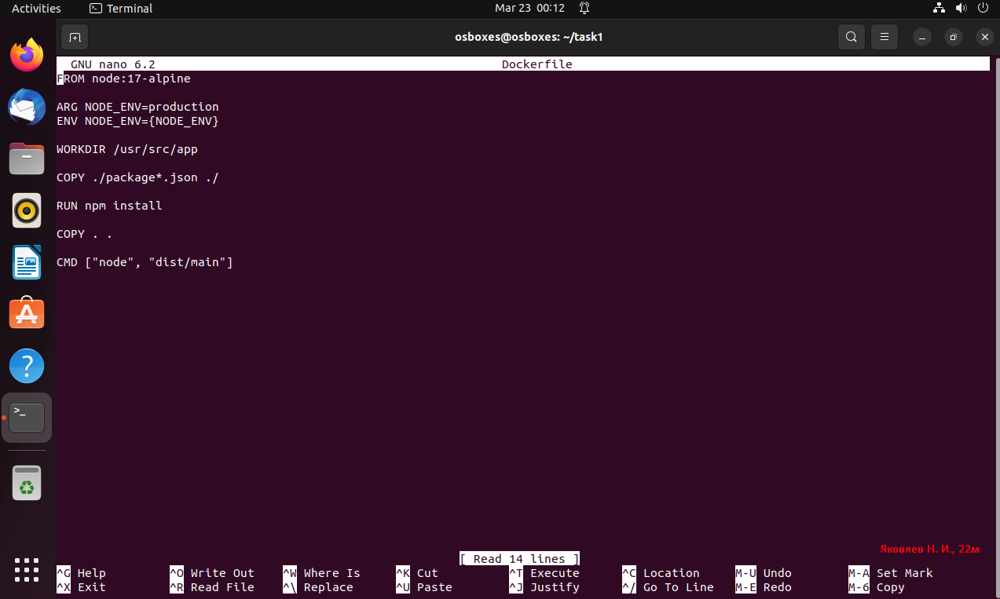 Activities Terminal Mar 23 00:12
osboxes@osboxes: ~/task1
GNU nano 6.2 Dockerfile
FROM node:17-alpine
ARG NODE_ENV=production
ENV NODE_ENV={NODE_ENV}
WORKDIR /usr/src/app
COPY ./package*.json ./
RUN npm install
COPY . .
CMD ["node", "dist/main"]
Яковлев Н. И., 22м
[ Read 14 lines ]
^G Help ^O Write Out ^W Where Is ^K Cut ^T Execute ^C Location M-U Undo M-A Set Mark
^X Exit ^R Read File ^\ Replace ^U Paste ^J Justify ^/ Go To Line M-E Redo M-6 Copy